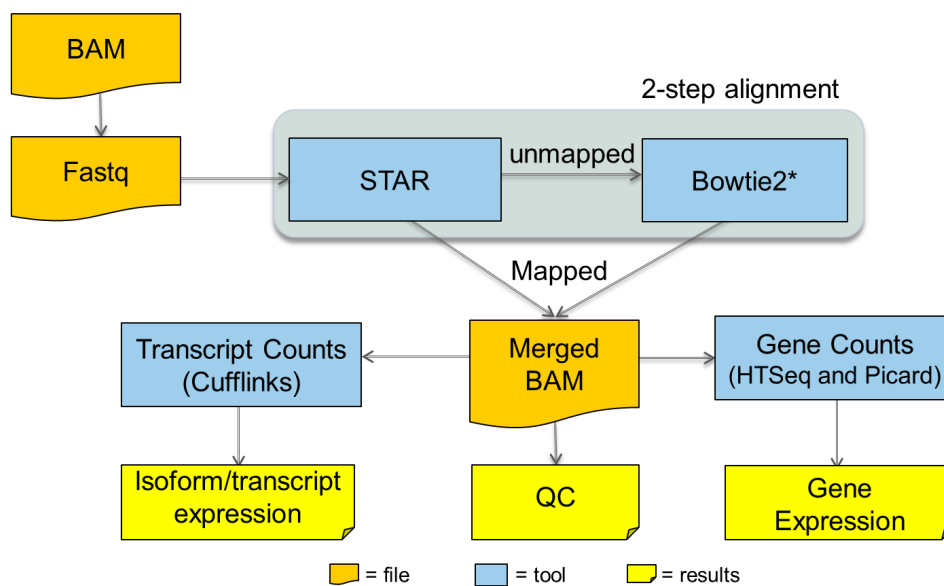 BAM
2-step alignment
Fastq
STAR
unmapped
Bowtie2*
Mapped
Transcript Counts
(Cufflinks)
Merged
BAM
Gene Counts
(HTSeq and Picard)
Isoform/transcript
expression
QC
Gene
Expression
= file
= tool
= results